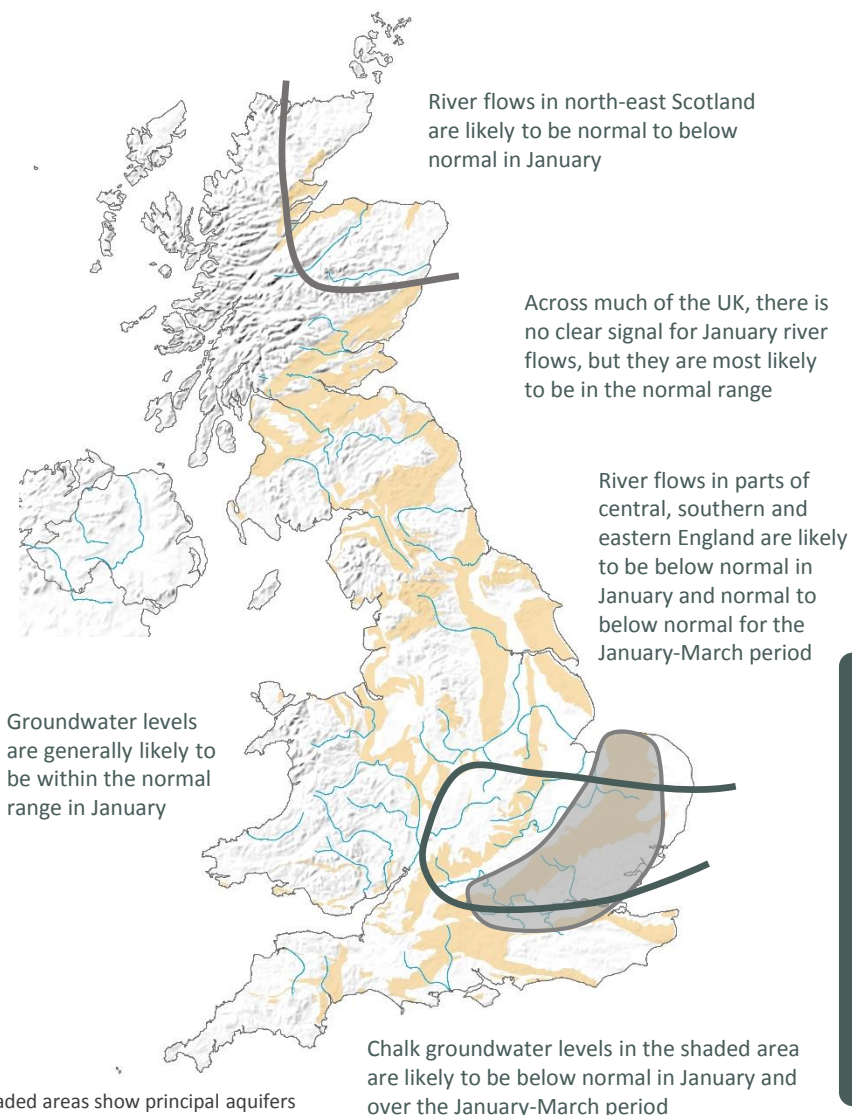 River flows in north-east Scotland
are likely to be normal to below
normal in January
Across much of the UK, there is
no clear signal for January river
flows, but they are most likely
to be in the normal range
River flows in parts of
central, southern and
eastern England are likely
to be below normal in
January and normal to
below normal for the
January-March period
Groundwater levels
are generally likely to
be within the normal
range in January
Chalk groundwater levels in the shaded area
are likely to be below normal in January and
over the January-March period
areas show principal aquifers